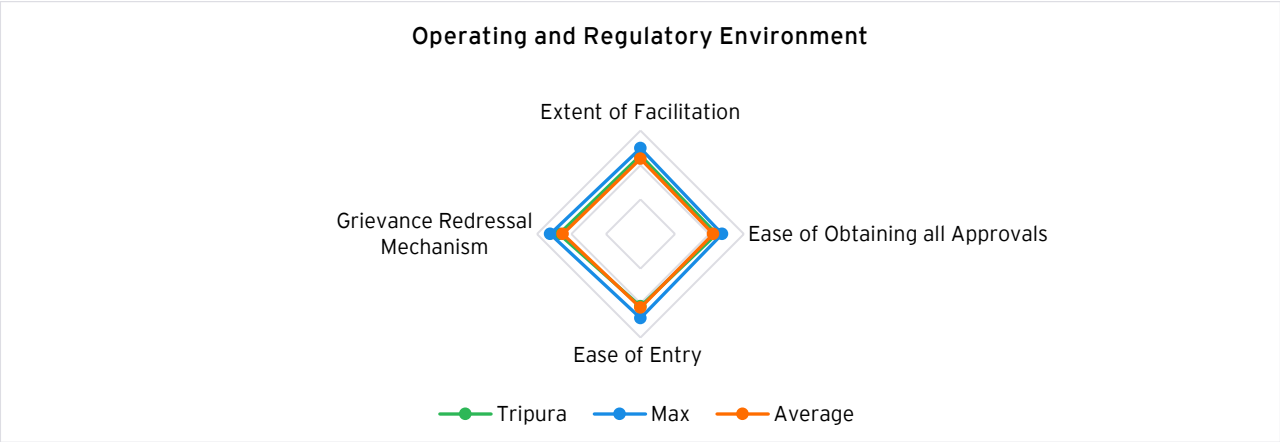 Operating and Regulatory Environment
Extent of Facilitation
Grievance Redressal
Mechanism
Ease of Obtaining all Approvals
Ease of Entry
Tripura
Max
Average